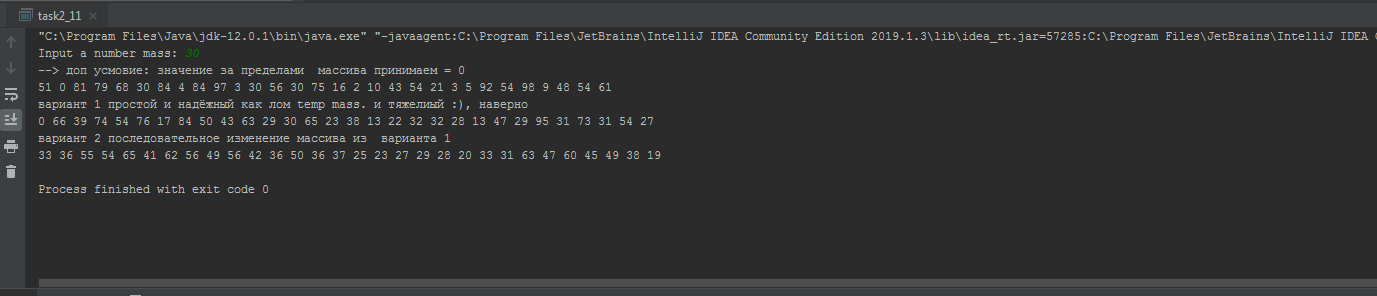 task2_11
"C:\Program Files\Java\jdk-12.0.1\bin\java.exe" "-javaagent:C:\Program Files\JetBrains\IntelliJ IDEA Community Edition 2019.1.3\lib\idea_rt.jar=57285:C:\Program Files\JetBrains\IntelliJ IDEA
Input a number mass: 30
--> доп усмовие: значение за пределами  массива принимаем = 0
51 0 81 79 68 30 84 4 84 97 3 30 56 30 75 16 2 10 43 54 21 3 5 92 54 98 9 48 54 61
вариант 1 простой и надёжный как лом temp mass. и тяжелиый :), наверно
0 66 39 74 54 76 17 84 50 43 63 29 30 65 23 38 13 22 32 32 28 13 47 29 95 31 73 31 54 27
вариант 2 последовательное изменение массива из  варианта 1
33 36 55 54 65 41 62 56 49 56 42 36 50 36 37 25 23 27 29 28 20 33 31 63 47 60 45 49 38 19
Process finished with exit code 0